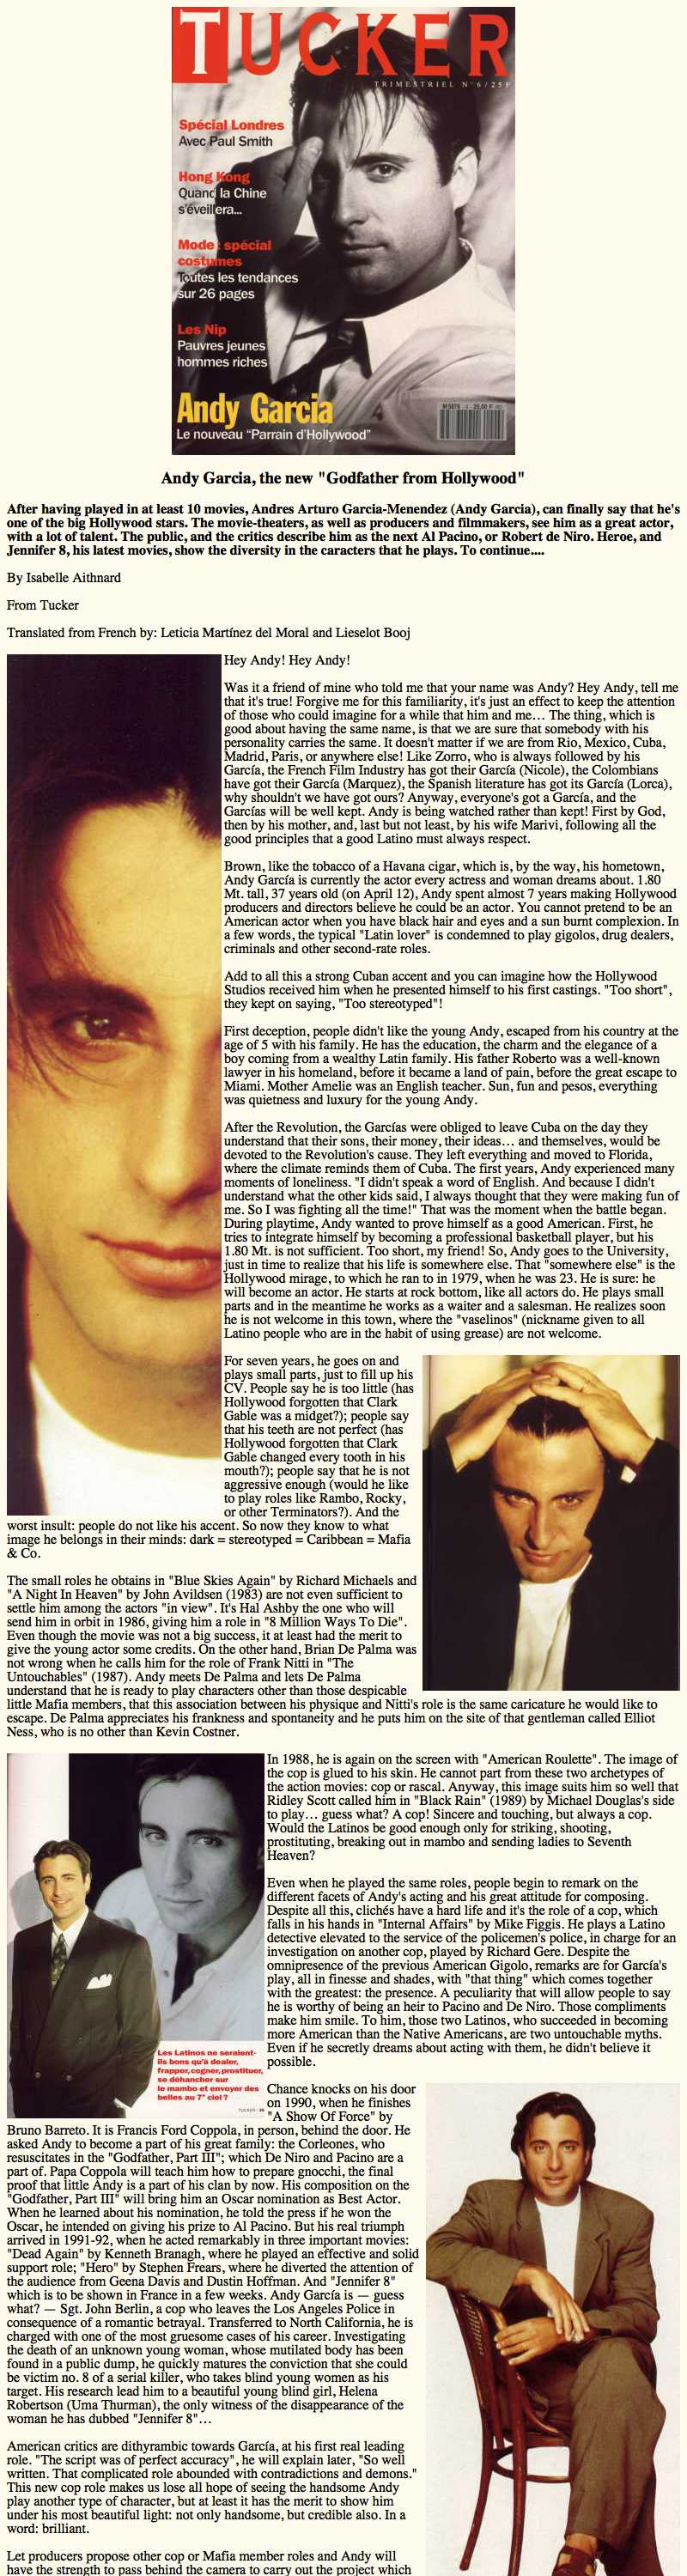 TUCKER
TRIMESTRIEL N°6/25F
Spécial Londres
Avec Paul Smith
Hong Kong
Quand la Chine
s'éveillera...
Mode : spécial
costumes
Toutes les tendances
sur 26 pages
Les Nip
Pauvres jeunes
hommes riches
Andy Garcia
Le nouveau "Parrain d'Hollywood"
Andy Garcia, the new "Godfather from Hollywood"
After having played in at least 10 movies, Andres Arturo Garcia-Menendez (Andy Garcia), can finally say that he's
one of the big Hollywood stars. The movie-theaters, as well as producers and filmmakers, see him as a great actor,
with a lot of talent. The public, and the critics describe him as the next Al Pacino, or Robert de Niro. Heroe, and
Jennifer 8, his latest movies, show the diversity in the caracters that he plays. To continue....
By Isabelle Aithnard
From Tucker
Translated from French by: Leticia Martínez del Moral and Lieselot Booj
Hey Andy! Hey Andy!
Was it a friend of mine who told me that your name was Andy? Hey Andy, tell me
that it's true! Forgive me for this familiarity, it's just an effect to keep the attention
of those who could imagine for a while that him and me… The thing, which is
good about having the same name, is that we are sure that somebody with his
personality carries the same. It doesn't matter if we are from Rio, Mexico, Cuba,
Madrid, Paris, or anywhere else! Like Zorro, who is always followed by his
García, the French Film Industry has got their García (Nicole), the Colombians
have got their García (Marquez), the Spanish literature has got its García (Lorca),
why shouldn't we have got ours? Anyway, everyone's got a García, and the
Garcías will be well kept. Andy is being watched rather than kept! First by God,
then by his mother, and, last but not least, by his wife Marivi, following all the
good principles that a good Latino must always respect.
Brown, like the tobacco of a Havana cigar, which is, by the way, his hometown,
Andy García is currently the actor every actress and woman dreams about. 1.80
Mt. tall, 37 years old (on April 12), Andy spent almost 7 years making Hollywood
producers and directors believe he could be an actor. You cannot pretend to be an
American actor when you have black hair and eyes and a sun burnt complexion. In
a few words, the typical "Latin lover" is condemned to play gigolos, drug dealers,
criminals and other second-rate roles.
Add to all this a strong Cuban accent and you can imagine how the Hollywood
Studios received him when he presented himself to his first castings. "Too short",
they kept on saying, "Too stereotyped"!
First deception, people didn't like the young Andy, escaped from his country at the
age of 5 with his family. He has the education, the charm and the elegance of a
boy coming from a wealthy Latin family. His father Roberto was a well-known
lawyer in his homeland, before it became a land of pain, before the great escape to
Miami. Mother Amelie was an English teacher. Sun, fun and pesos, everything
was quietness and luxury for the young Andy.
After the Revolution, the Garcías were obliged to leave Cuba on the day they
understand that their sons, their money, their ideas… and themselves, would be
devoted to the Revolution's cause. They left everything and moved to Florida,
where the climate reminds them of Cuba. The first years, Andy experienced many
moments of loneliness. "I didn't speak a word of English. And because I didn't
understand what the other kids said, I always thought that they were making fun of
me. So I was fighting all the time!" That was the moment when the battle began.
During playtime, Andy wanted to prove himself as a good American. First, he
tries to integrate himself by becoming a professional basketball player, but his
1.80 Mt. is not sufficient. Too short, my friend! So, Andy goes to the University,
just in time to realize that his life is somewhere else. That "somewhere else" is the
Hollywood mirage, to which he ran to in 1979, when he was 23. He is sure: he
will become an actor. He starts at rock bottom, like all actors do. He plays small
parts and in the meantime he works as a waiter and a salesman. He realizes soon
he is not welcome in this town, where the "vaselinos" (nickname given to all
Latino people who are in the habit of using grease) are not welcome.
For seven years, he goes on and
plays small parts, just to fill up his
CV. People say he is too little (has
Hollywood forgotten that Clark
Gable was a midget?); people say
that his teeth are not perfect (has
Hollywood forgotten that Clark
Gable changed every tooth in his
mouth?); people say that he is not
aggressive enough (would he like
to play roles like Rambo, Rocky,
or other Terminators?). And the
worst insult: people do not like his accent. So now they know to what
image he belongs in their minds: dark = stereotyped = Caribbean = Mafia
& Co.
The small roles he obtains in "Blue Skies Again" by Richard Michaels and
"A Night In Heaven" by John Avildsen (1983) are not even sufficient to
settle him among the actors "in view". It's Hal Ashby the one who will
send him in orbit in 1986, giving him a role in "8 Million Ways To Die".
Even though the movie was not a big success, it at least had the merit to
give the young actor some credits. On the other hand, Brian De Palma was
not wrong when he calls him for the role of Frank Nitti in "The
Untouchables" (1987). Andy meets De Palma and lets De Palma
understand that he is ready to play characters other than those despicable
little Mafia members, that this association between his physique and Nitti's role is the same caricature he would like to
escape. De Palma appreciates his frankness and spontaneity and he puts him on the site of that gentleman called Elliot
Ness, who is no other than Kevin Costner.
In 1988, he is again on the screen with "American Roulette". The image of
the cop is glued to his skin. He cannot part from these two archetypes of
the action movies: cop or rascal. Anyway, this image suits him so well that
Ridley Scott called him in "Black Rain" (1989) by Michael Douglas's side
to play… guess what? A cop! Sincere and touching, but always a cop.
Would the Latinos be good enough only for striking, shooting,
prostituting, breaking out in mambo and sending ladies to Seventh
Heaven?
Even when he played the same roles, people begin to remark on the
different facets of Andy's acting and his great attitude for composing.
Despite all this, clichés have a hard life and it's the role of a cop, which
falls in his hands in "Internal Affairs" by Mike Figgis. He plays a Latino
detective elevated to the service of the policemen's police, in charge for an
investigation on another cop, played by Richard Gere. Despite the
omnipresence of the previous American Gigolo, remarks are for García's
play, all in finesse and shades, with "that thing" which comes together
with the greatest: the presence. A peculiarity that will allow people to say
he is worthy of being an heir to Pacino and De Niro. Those compliments
make him smile. To him, those two Latinos, who succeeded in becoming
more American than the Native Americans, are two untouchable myths.
Even if he secretly dreams about acting with them, he didn't believe it
possible.
Les Latinos ne seraient-
ils bons qu'à dealer,
frapper, cogner, prostituer,
se déhancher sur
le mambo et envoyer des
belles au 7e ciel ?
Chance knocks on his door
on 1990, when he finishes
"A Show Of Force" by
Bruno Barreto. It is Francis Ford Coppola, in person, behind the door. He
asked Andy to become a part of his great family: the Corleones, who
resuscitates in the "Godfather, Part III"; which De Niro and Pacino are a
part of. Papa Coppola will teach him how to prepare gnocchi, the final
proof that little Andy is a part of his clan by now. His composition on the
"Godfather, Part III" will bring him an Oscar nomination as Best Actor.
When he learned about his nomination, he told the press if he won the
Oscar, he intended on giving his prize to Al Pacino. But his real triumph
arrived in 1991-92, when he acted remarkably in three important movies:
"Dead Again" by Kenneth Branagh, where he played an effective and solid
support role; "Hero" by Stephen Frears, where he diverted the attention of
the audience from Geena Davis and Dustin Hoffman. And "Jennifer 8"
which is to be shown in France in a few weeks. Andy García is — guess
what? — Sgt. John Berlin, a cop who leaves the Los Angeles Police in
consequence of a romantic betrayal. Transferred to North California, he is
charged with one of the most gruesome cases of his career. Investigating
the death of an unknown young woman, whose mutilated body has been
found in a public dump, he quickly matures the conviction that she could
be victim no. 8 of a serial killer, who takes blind young women as his
target. His research lead him to a beautiful young blind girl, Helena
Robertson (Uma Thurman), the only witness of the disappearance of the
woman he has dubbed "Jennifer 8"…
American critics are dithyrambic towards García, at his first real leading
role. "The script was of perfect accuracy", he will explain later, "So well
written. That complicated role abounded with contradictions and demons."
This new cop role makes us lose all hope of seeing the handsome Andy
play another type of character, but at least it has the merit to show him
under his most beautiful light: not only handsome, but credible also. In a
word: brilliant.
Let producers propose other cop or Mafia member roles and Andy will
have the strength to pass behind the camera to carry out the project which